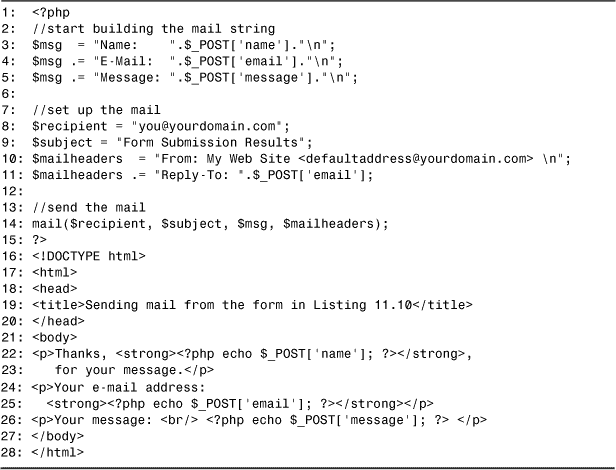 1: <?php
2: //start building the mail string
3: $msg  = "Name:    ".$_POST['name']."\n";
4: $msg .= "E-Mail:  ".$_POST['email']."\n";
5: $msg .= "Message: ".$_POST['message']."\n";
6:
7: //set up the mail
8: $recipient = "you@yourdomain.com";
9: $subject = "Form Submission Results";
10: $mailheaders  = "From: My Web Site <defaultaddress@yourdomain.com> \n";
11: $mailheaders .= "Reply-To: ".$_POST['email'];
12:
13: //send the mail
14: mail($recipient, $subject, $msg, $mailheaders);
15: ?>
16: <!DOCTYPE html>
17: <html>
18: <head>
19: <title>Sending mail from the form in Listing 11.10</title>
20: </head>
21: <body>
22: <p>Thanks, <strong><?php echo $_POST['name']; ?></strong>,
23:    for your message.</p>
24: <p>Your e-mail address:
25:   <strong><?php echo $_POST['email']; ?></strong></p>
26: <p>Your message: <br/> <?php echo $_POST['message']; ?> </p>
27: </body>
28: </html>